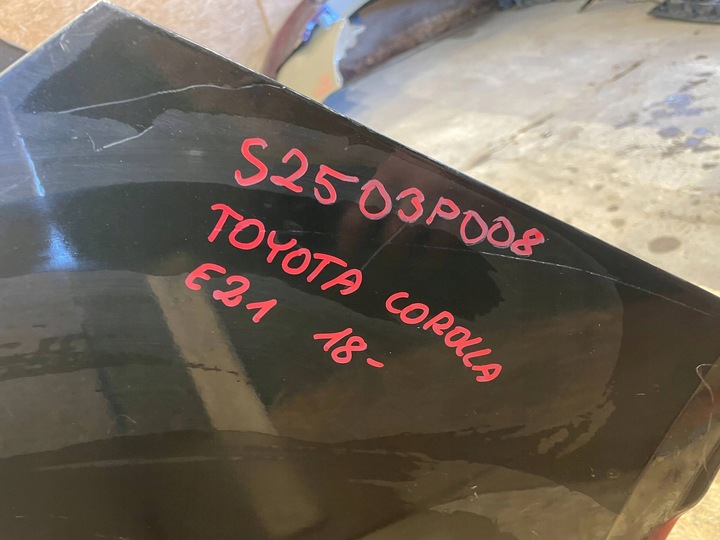 S2503P008
TOYOTA COROLLA
E21 18-